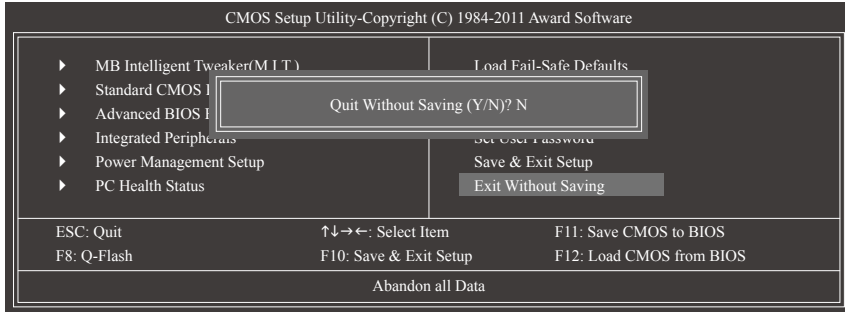 CMOS Setup Utility-Copyright (C) 1984-2011 Award Software
MB Intelligent Tweaker(M.I.T.)
Standard CMOS
Advanced BIOS
Integrated Peripherals
Power Management Setup
PC Health Status
Load Fail-Safe Defaults
Set User Password
Save & Exit Setup
Exit Without Saving
Quit Without Saving (Y/N)? N
ESC: Quit
↑↓→←: Select Item
F11: Save CMOS to BIOS
F8: Q-Flash
F10: Save & Exit Setup
F12: Load CMOS from BIOS
Abandon all Data